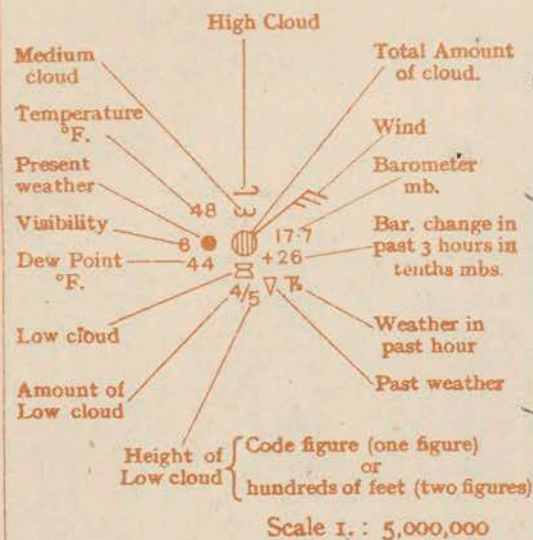 High Cloud
Medium
cloud
Total Amount
of cloud.
Temperature
°F.
Wind
Present
weather
Barometer
mb.
48
Visibility
8
17.7
Bar. change in
past 3 hours in
tenths mbs.
+26
Dew Point
°F.
44
4/5
Low cloud
Weather in
past hour
Amount of
Low cloud
Past weather
Height of
Low cloud
Code figure (one figure)
or
hundreds of feet (two figures)
Scale 1. : 5,000,000